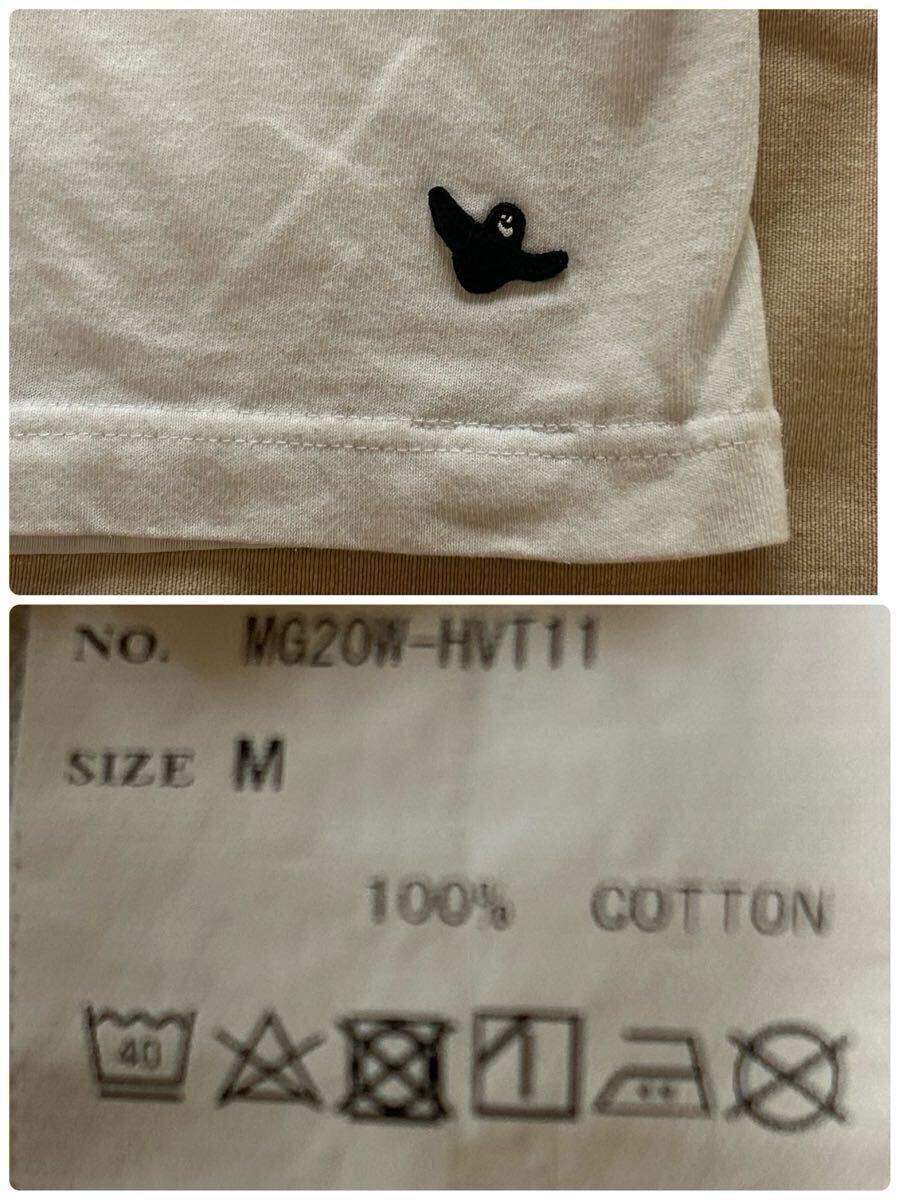 NO. MG20W-HVT11
SIZE M
100% COTTON
40